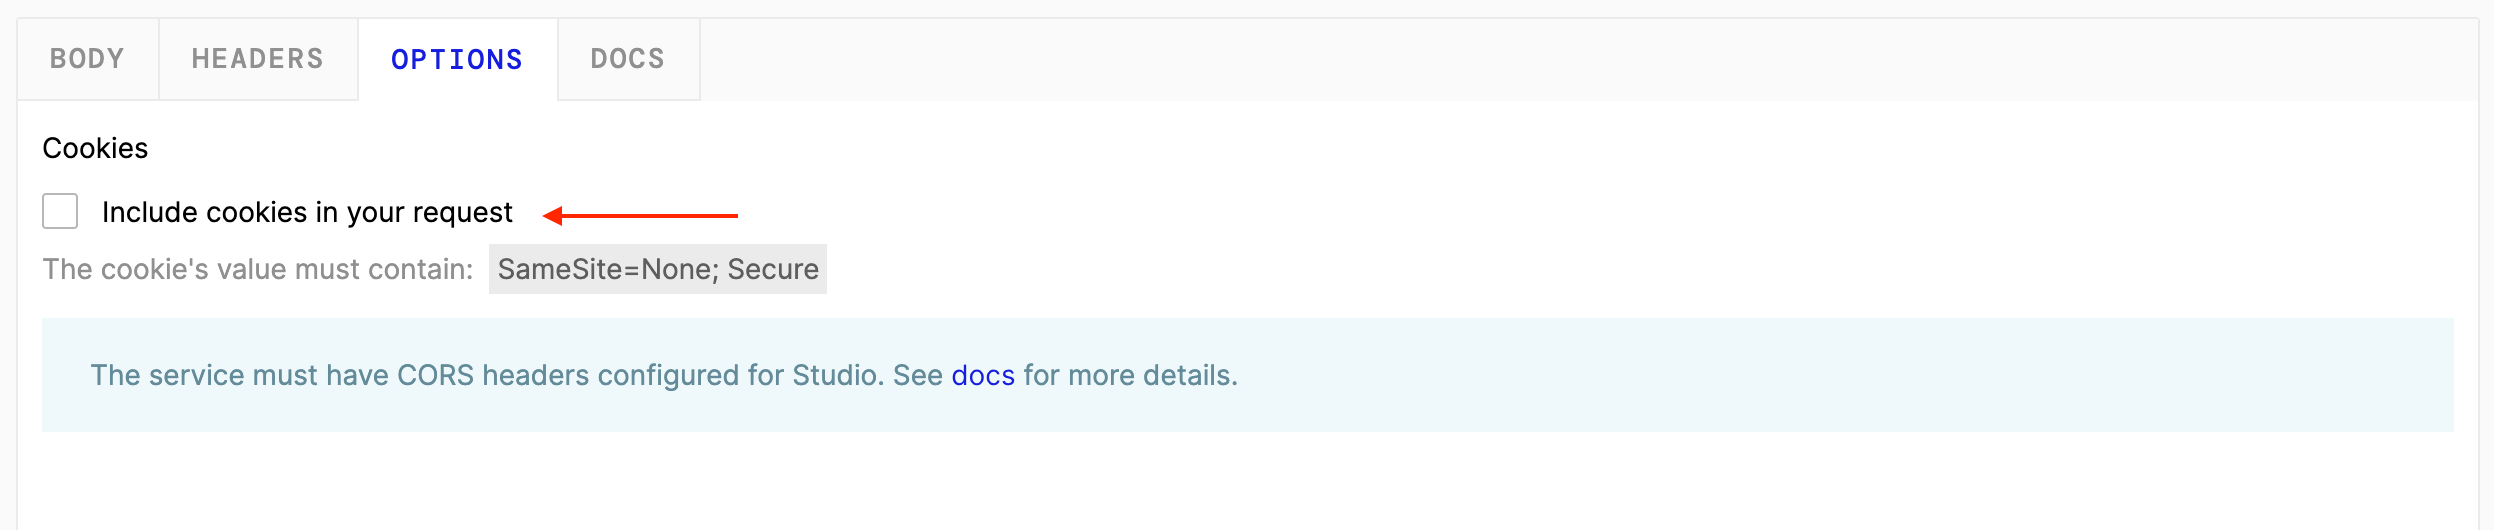 BODY HEADERS OPTIONS DOCS
Cookies
Include cookies in your request
The cookie's value must contain: SameSite=None; Secure
The service must have CORS headers configured for Studio. See docs for more details.